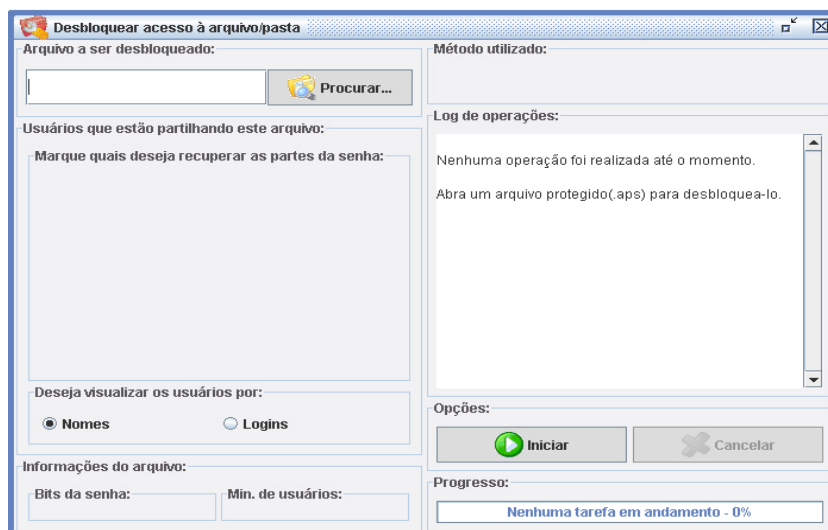 Desbloquear acesso à arquivo/pasta
Arquivo a ser desbloqueado:
Procurar...
Usuários que estão partilhando este arquivo:
Marque quais deseja recuperar as partes da senha:
Deseja visualizar os usuários por:
Nomes
Logins
Informações do arquivo:
Bits da senha:
Min. de usuários:
Método utilizado:
Log de operações:
Nenhuma operação foi realizada até o momento.
Abra um arquivo protegido(.aps) para desbloquea-lo.
Opções:
Iniciar
Cancelar
Progresso:
Nenhuma tarefa em andamento - 0%